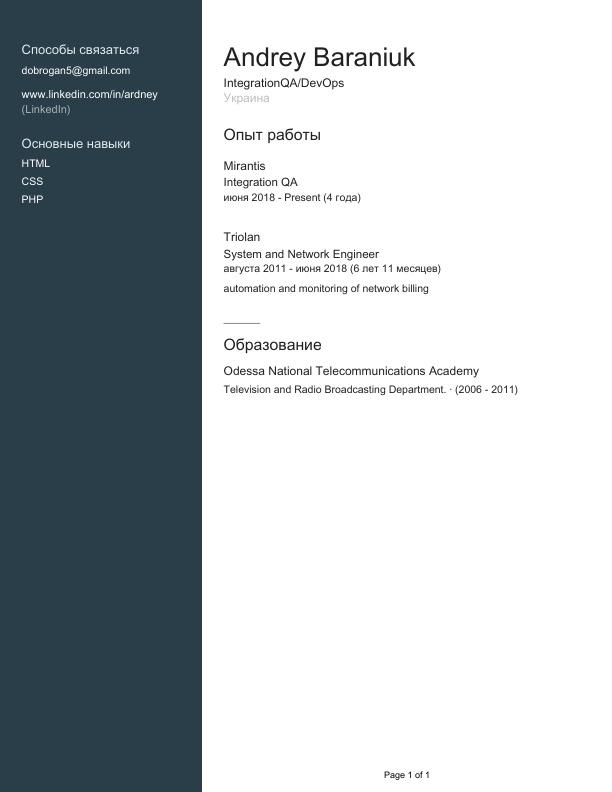 Способы связаться
dobrogan5@gmail.com
www.linkedin.com/in/ardney
(LinkedIn)
Основные навыки
HTML
CSS
PHP
Andrey Baraniuk
IntegrationQA/DevOps
Украина
Опыт работы
Mirantis
Integration QA
июня 2018 - Present (4 года)
Triolan
System and Network Engineer
августа 2011 - июня 2018 (6 лет 11 месяцев)
automation and monitoring of network billing
Образование
Odessa National Telecommunications Academy
Television and Radio Broadcasting Department. · (2006 - 2011)
Page 1 of 1